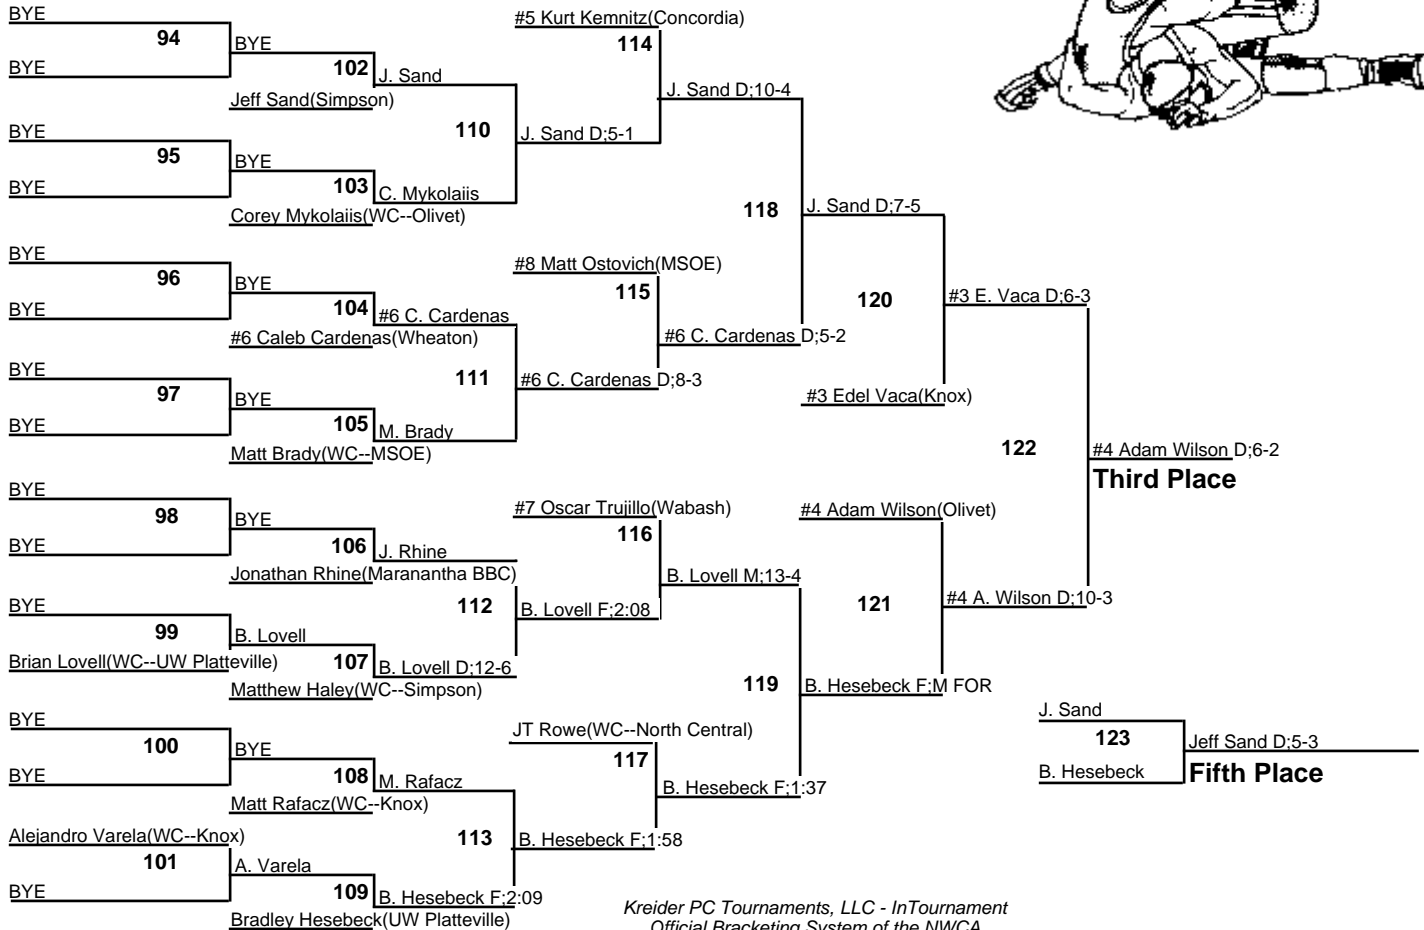 BYE
94
BYE
BYE
102
J. Sand
Jeff Sand(Simpson)
BYE
95
BYE
BYE
103
C. Mykolaiis
Corey Mykolaiis(WC--Olivet)
110
J. Sand D;5-1
#5 Kurt Kemnitz(Concordia)
114
J. Sand D;10-4
BYE
96
BYE
BYE
104
#6 C. Cardenas
#6 Caleb Cardenas(Wheaton)
BYE
97
BYE
BYE
105
M. Brady
Matt Brady(WC--MSOE)
111
#6 C. Cardenas D;8-3
#8 Matt Ostovich(MSOE)
115
#6 C. Cardenas D;5-2
118
J. Sand D;7-5
120
#3 Edel Vaca(Knox)
#3 E. Vaca D;6-3
BYE
98
BYE
BYE
106
J. Rhine
Jonathan Rhine(Maranantha BBC)
BYE
99
Brian Lovell(WC--UW Platteville)
B. Lovell
107
B. Lovell D;12-6
Matthew Haley(WC--Simpson)
112
B. Lovell F;2:08
#7 Oscar Trujillo(Wabash)
116
B. Lovell M;13-4
BYE
100
BYE
BYE
108
M. Rafacz
Matt Rafacz(WC--Knox)
Alejandro Varela(WC--Knox)
101
BYE
A. Varela
109
B. Hesebeck F;2:09
Bradley Hesebeck(UW Platteville)
113
B. Hesebeck F;1:58
JT Rowe(WC--North Central)
117
B. Hesebeck F;1:37
119
B. Hesebeck F;M FOR
#4 Adam Wilson(Olivet)
121
#4 A. Wilson D;10-3
122
#4 Adam Wilson D;6-2
Third Place
J. Sand
123
B. Hesebeck
Jeff Sand D;5-3
Fifth Place
Kreider PC Tournaments, LLC - InTournament
Official Bracketing System of the NWCA